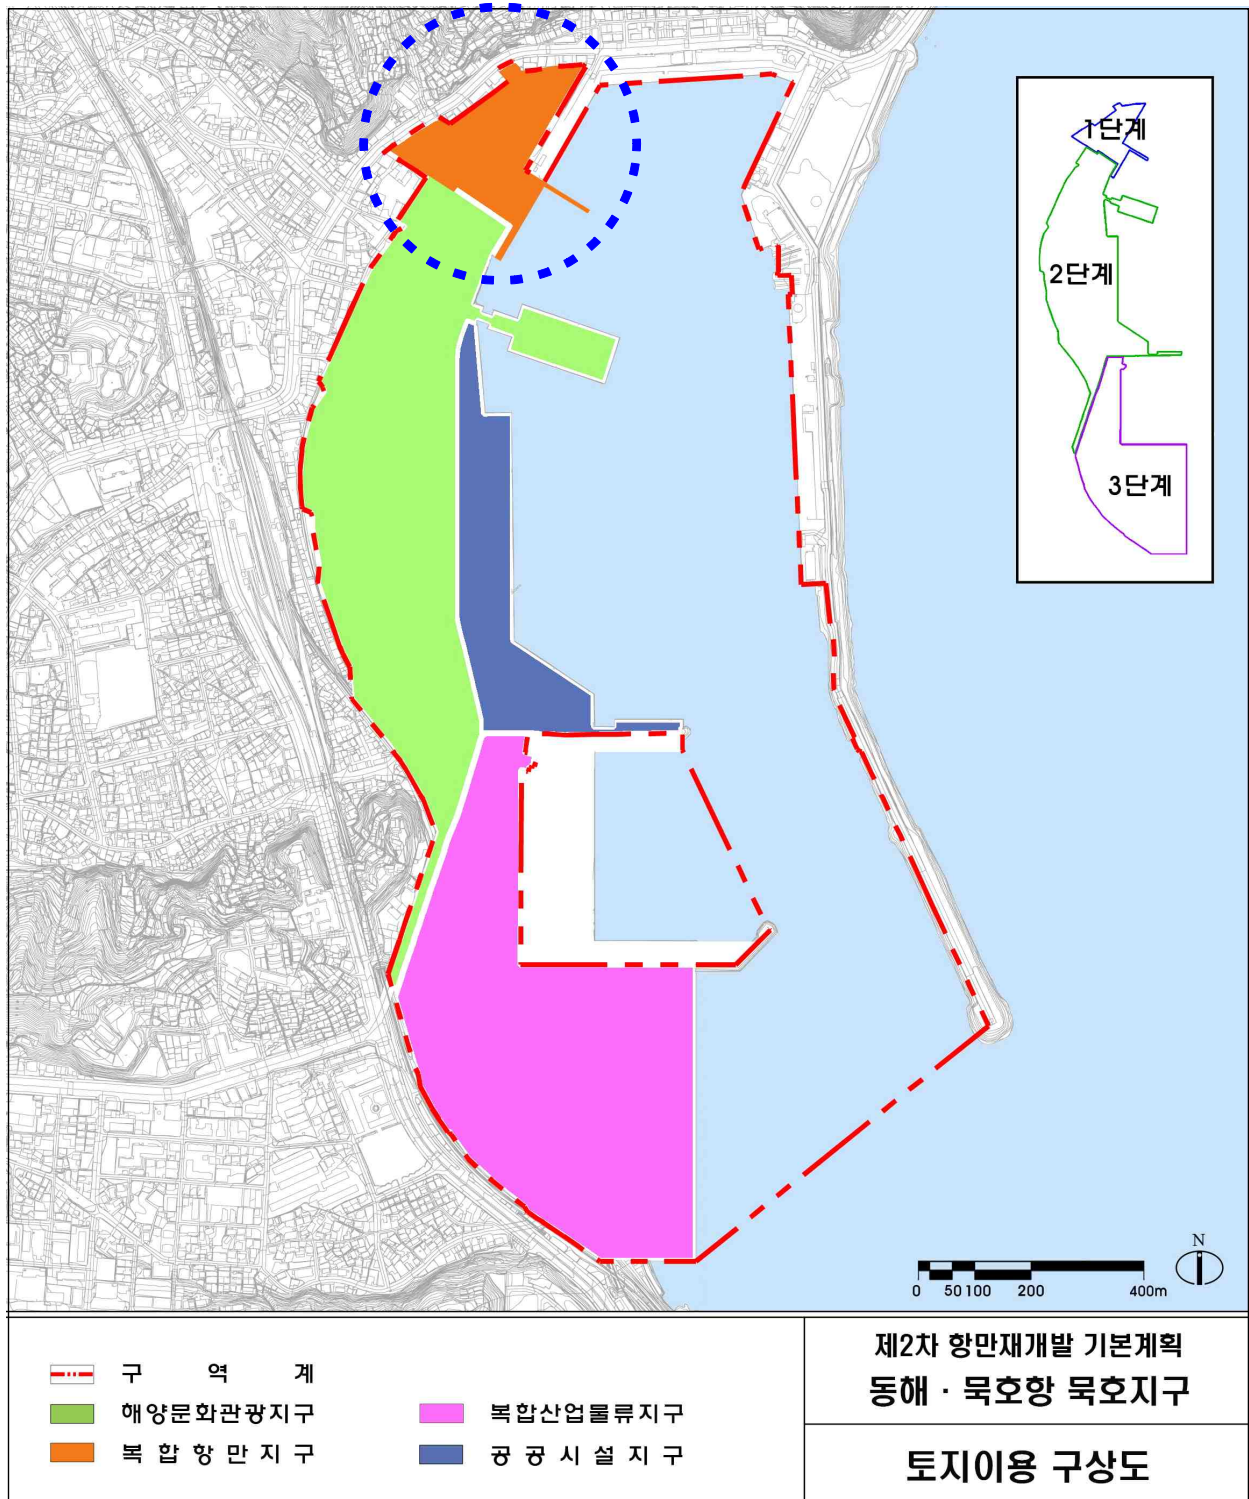 1단계
2단계
3단계
N
0 50 100 200 400m
구 역 계
해양문화관광지구
복합산업물류지구
복 합 항 만 지 구
공 공 시 설 지 구
제2차 항만재개발 기본계획
동해 · 묵호항 묵호지구
토지이용 구상도